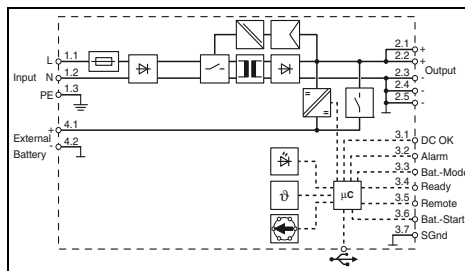 L 1.1
Input N 1.2
PE 1.3
+ 4.1
External
Battery
- 4.2
2.1 +
2.2 +
Output
2.3 -
2.4 -
2.5 -
= =
ϑ
µC
3.1 DC OK
3.2 Alarm
3.3 Bat.-Mode
3.4 Ready
3.5 Remote
3.6 Bat.-Start
3.7 SGnd